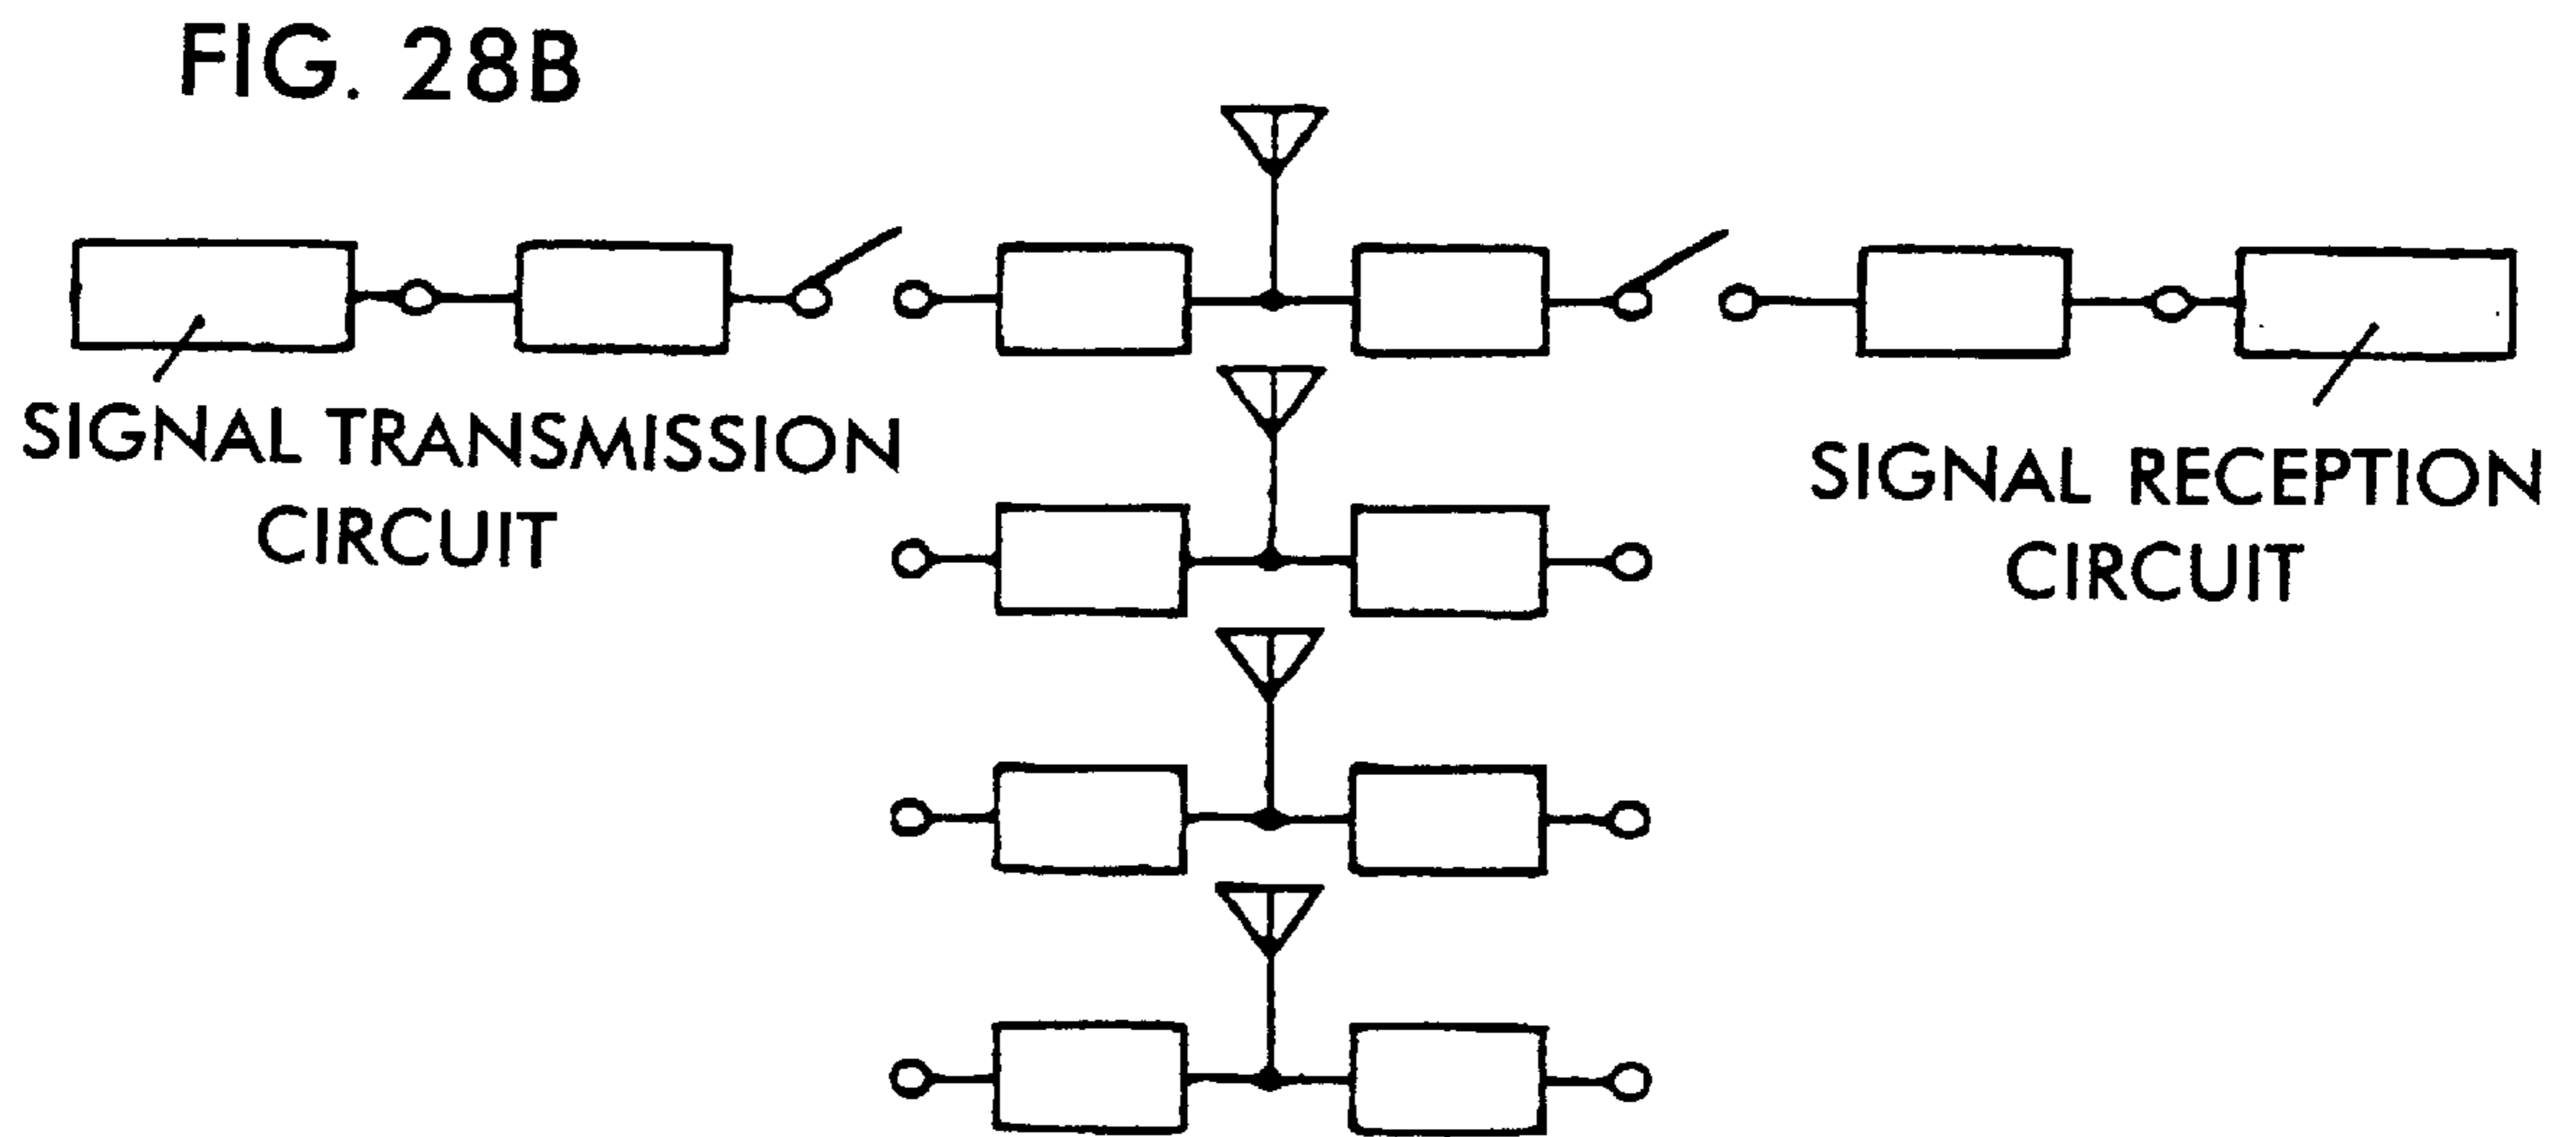 FIG. 28B
SIGNAL TRANSMISSION
CIRCUIT
SIGNAL RECEPTION
CIRCUIT